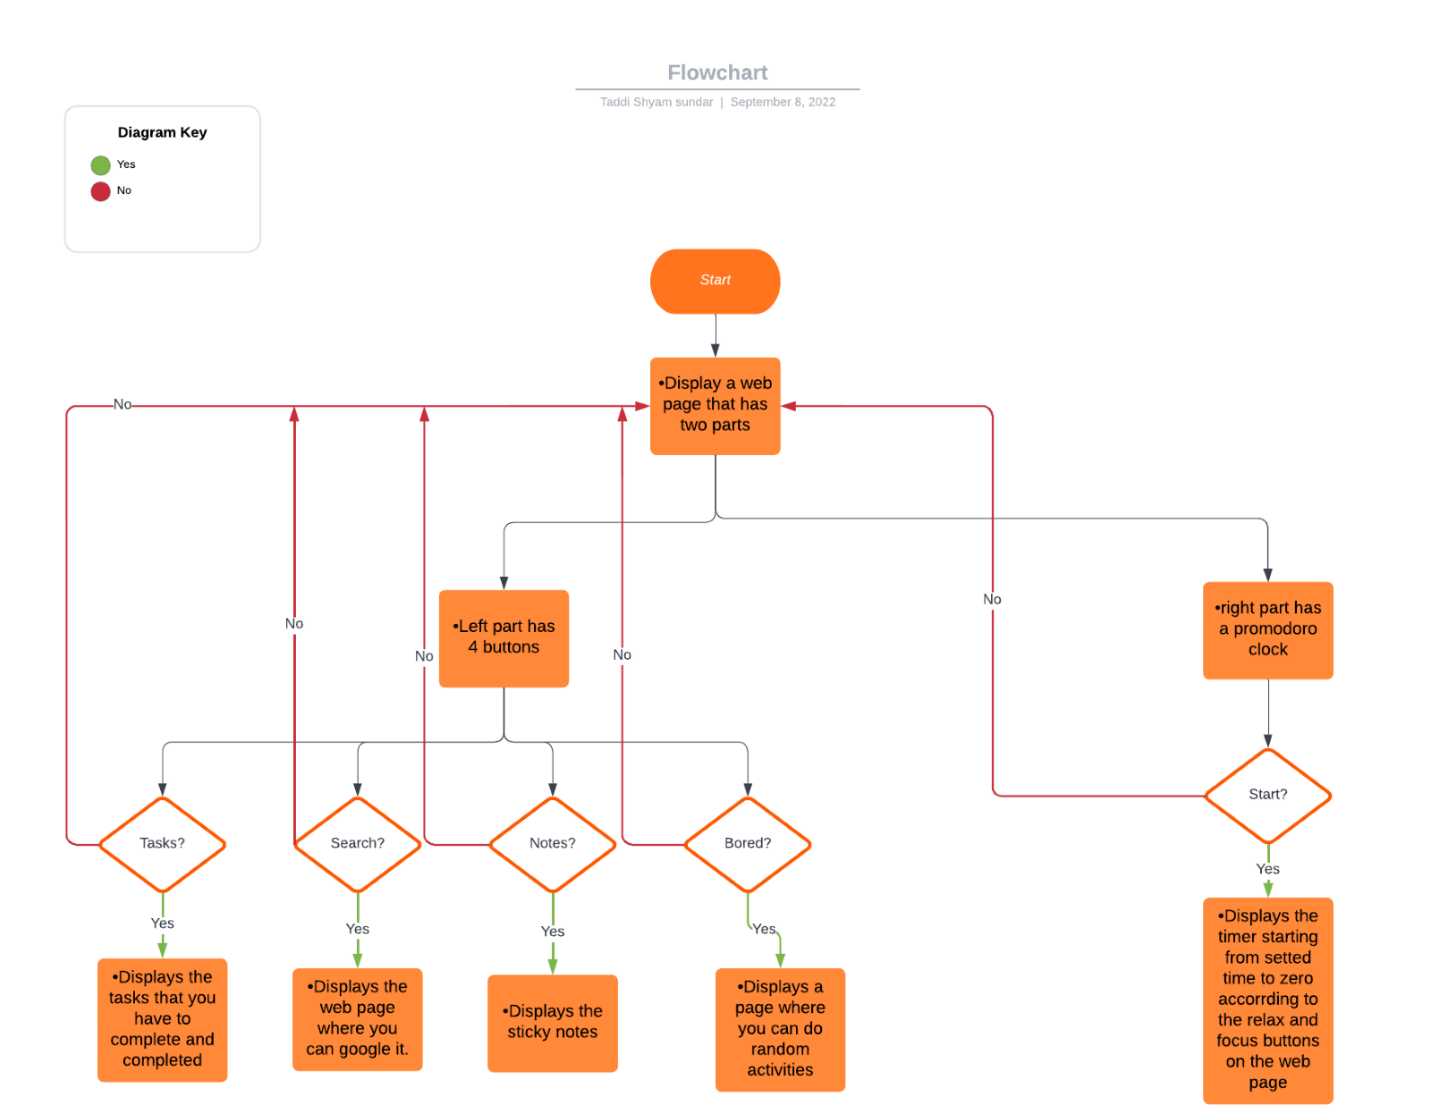 Flowchart
Taddi Shyam sundar | September 8, 2022
Diagram Key
Yes
No
Start
•Display a web
page that has
two parts
No
No
No
No
No
•Left part has
4 buttons
•right part has
a promodoro
clock
Tasks?
Search?
Notes?
Bored?
Start?
Yes
Yes
Yes
Yes
Yes
•Displays the
tasks that you
have to
complete and
completed
•Displays the
web page
where you
can google it.
•Displays the
sticky notes
•Displays a
page where
you can do
random
activities
•Displays the
timer starting
from setted
time to zero
accorrding to
the relax and
focus buttons
on the web
page